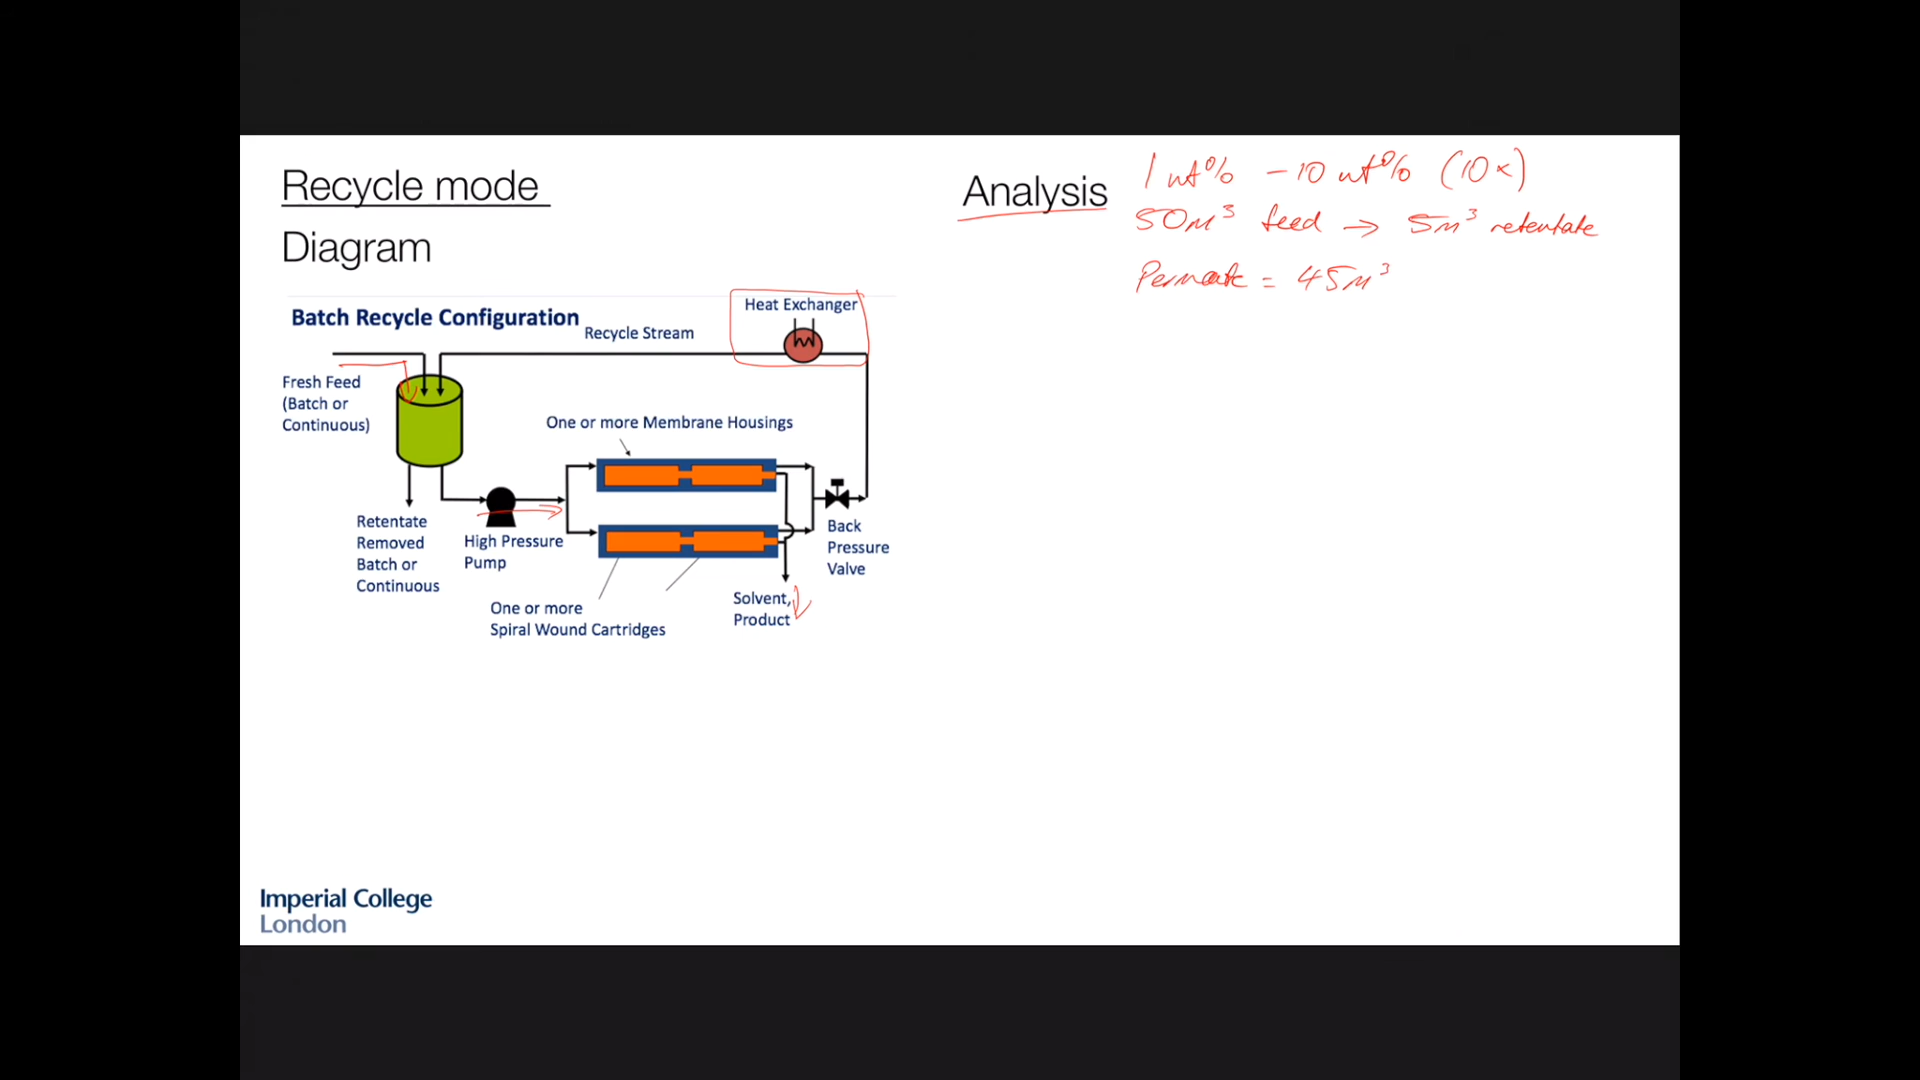 Recycle mode
Diagram
Batch Recycle Configuration
Recycle Stream
Heat Exchanger
Fresh Feed
(Batch or
Continuous)
One or more Membrane Housings
Retentate
Removed
Batch or
Continuous
High Pressure
Pump
Back
Pressure
Valve
One or more
Spiral Wound Cartridges
Solvent,
Product
Analysis
1 wt% - 10 wt% (10x)
50m³ feed → 5m³ retentate
Permeate = 45m³
Imperial College
London